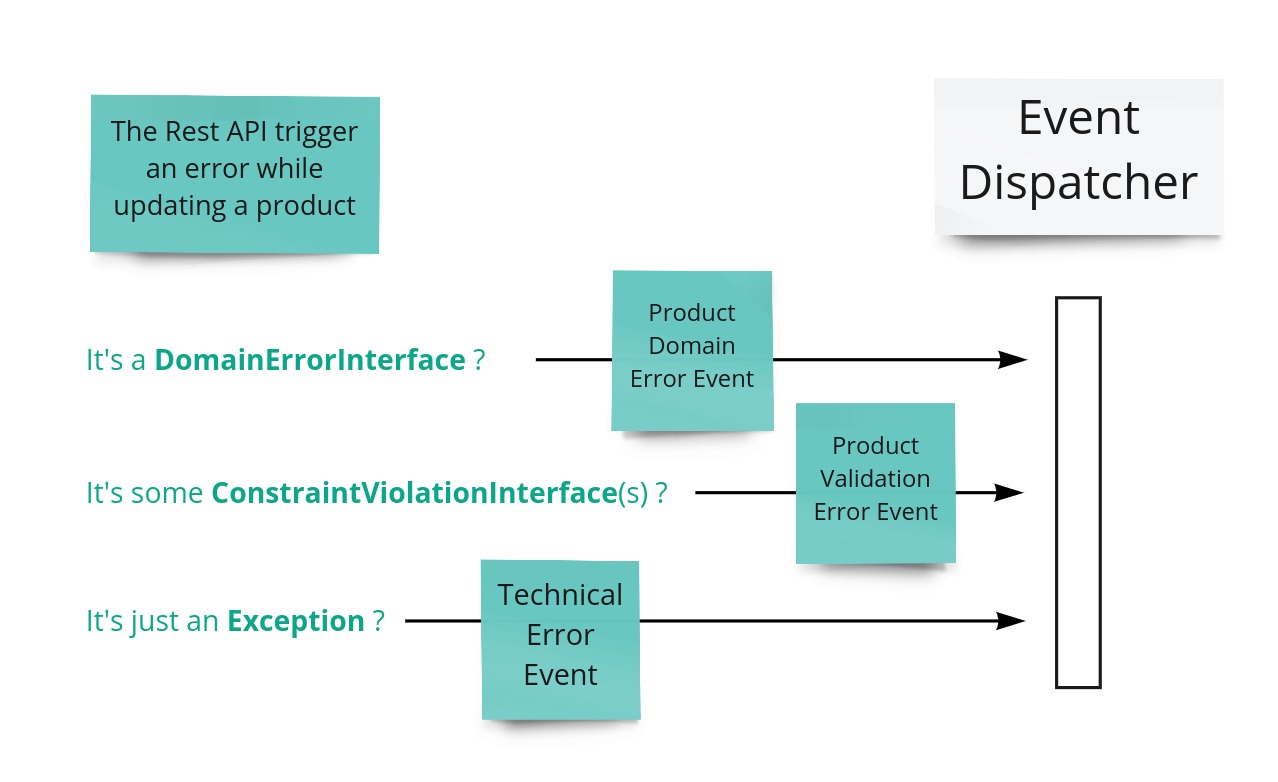 The Rest API trigger
an error while
updating a product
Event
Dispatcher
It's a DomainErrorInterface ?
Product
Domain
Error Event
It's some ConstraintViolationInterface(s) ?
Product
Validation
Error Event
It's just an Exception ?
Technical
Error
Event